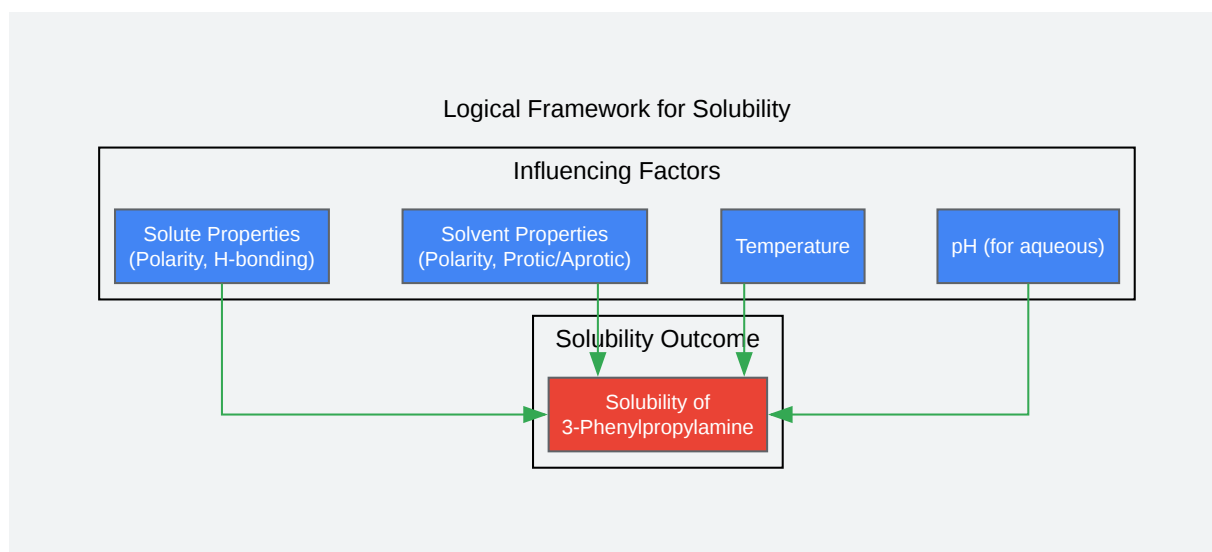 Logical Framework for Solubility
Influencing Factors
Solute Properties
(Polarity, H-bonding)
Solvent Properties
(Polarity, Protic/Aprotic)
Temperature
pH (for aqueous)
Solubility Outcome
Solubility of
3-Phenylpropylamine